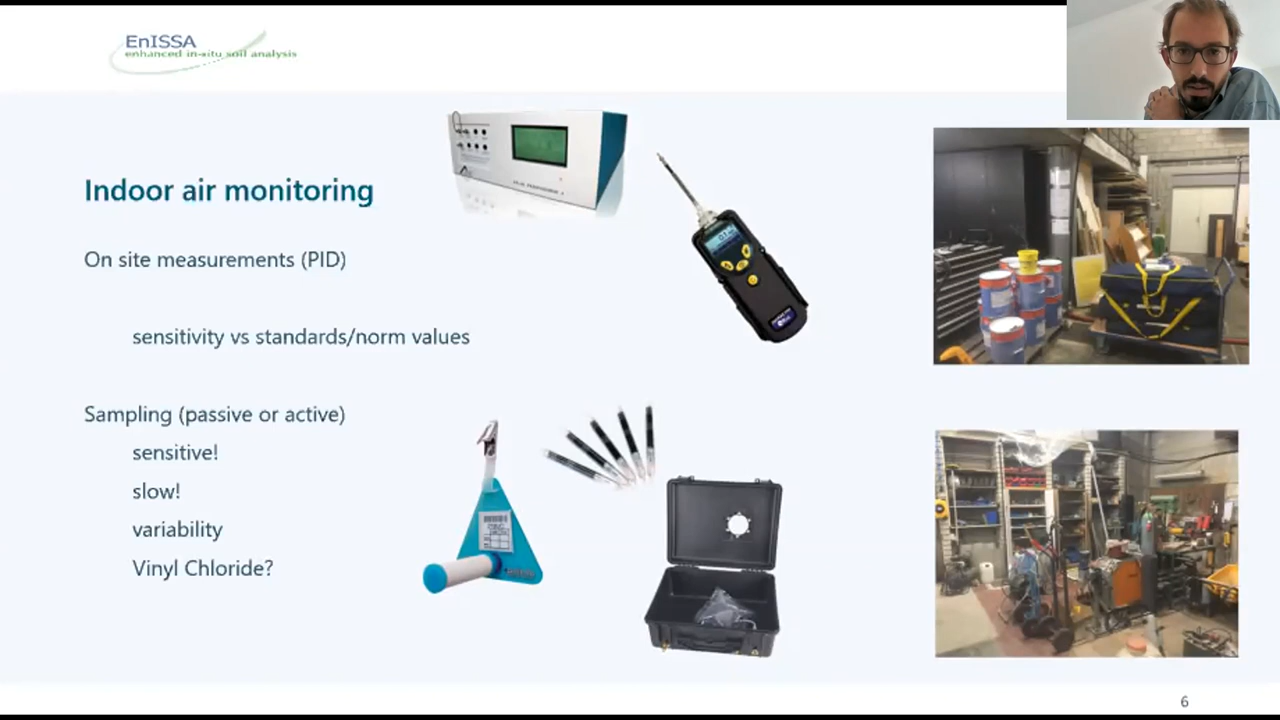 EnISSA
enhanced in-situ soil analysis
Indoor air monitoring
On site measurements (PID)
sensitivity vs standards/norm values
Sampling (passive or active)
sensitive!
slow!
variability
Vinyl Chloride?
6